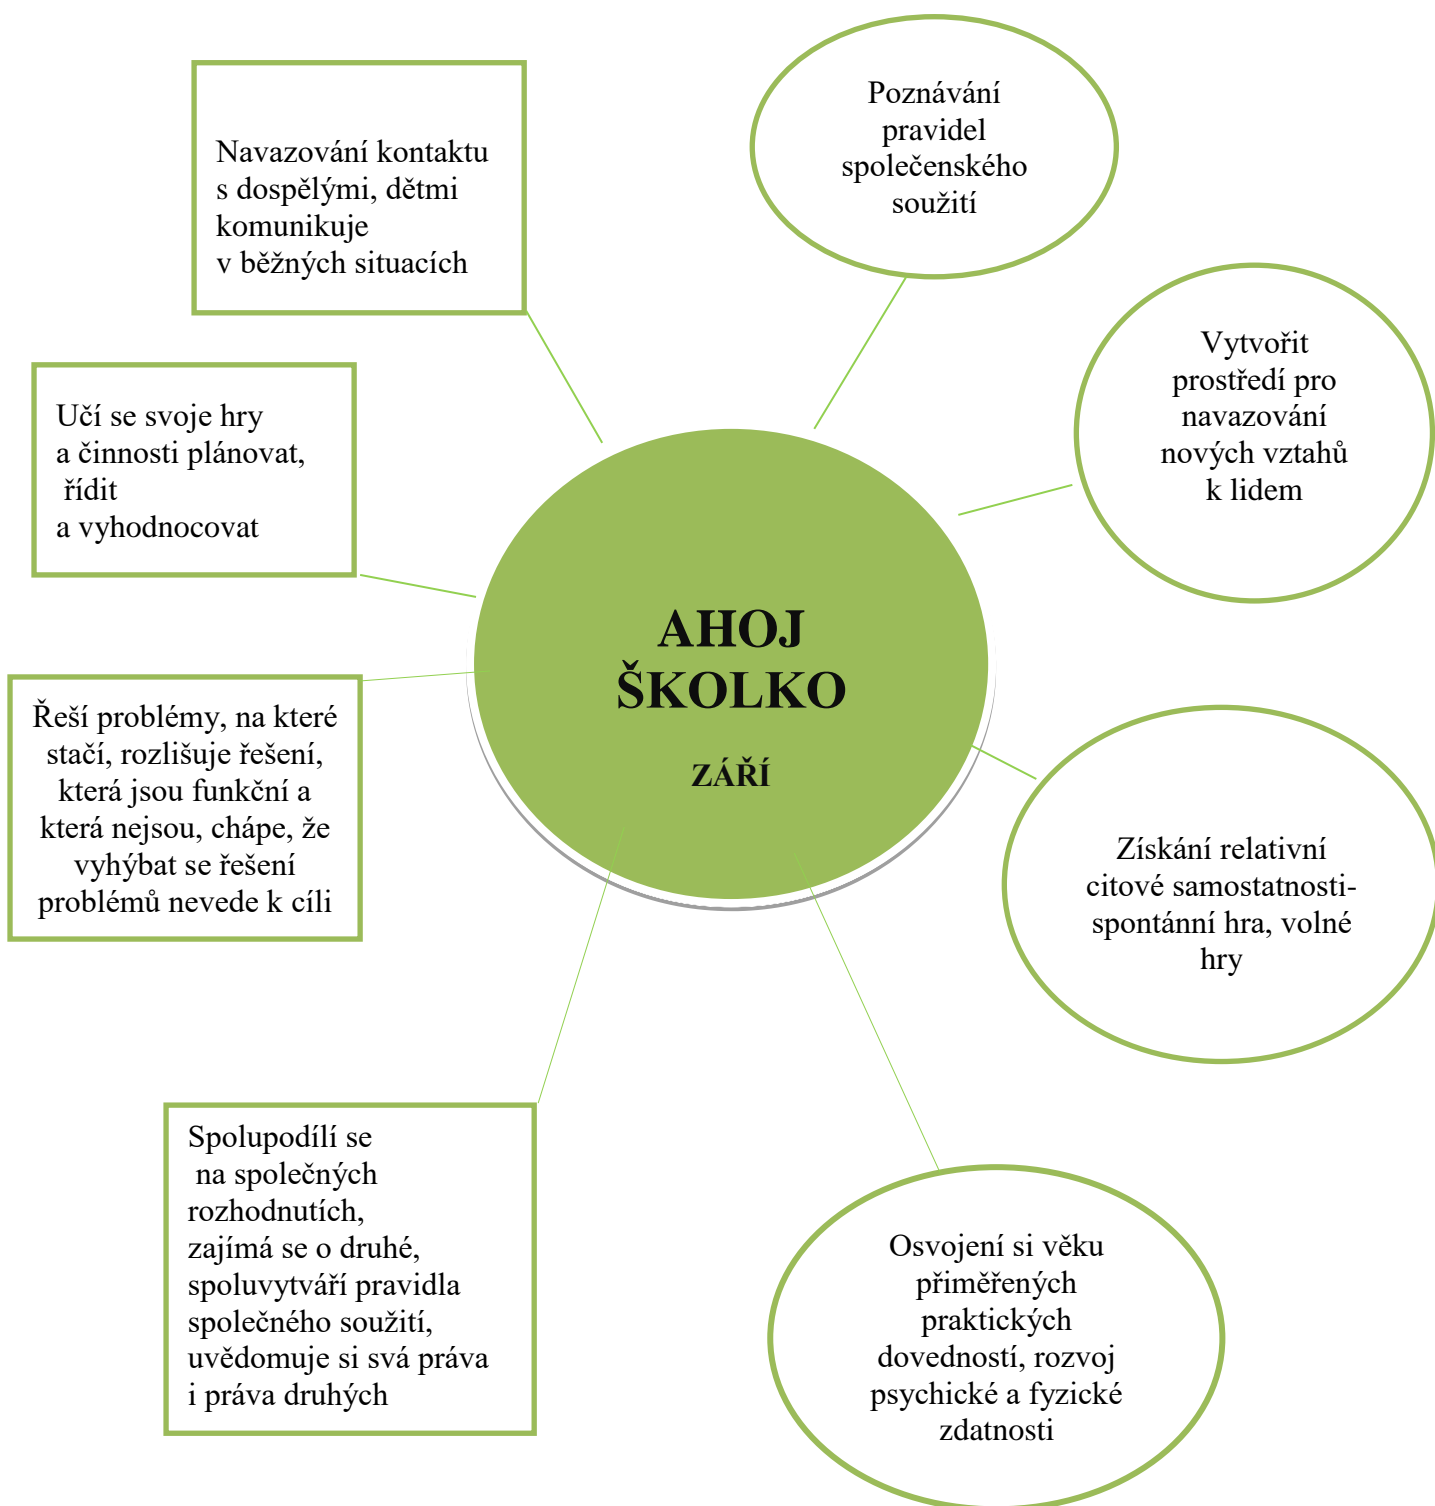 Navazování kontaktu
s dospělými, dětmi
komunikuje
v běžných situacích
Poznávání
pravidel
společenského
soužití
Vytvořit
prostředí pro
navazování
nových vztahů
k lidem
Učí se svoje hry
a činnosti plánovat,
řídit
a vyhodnocovat
AHOJ
ŠKOLKO
ZÁŘÍ
Řeší problémy, na které
stačí, rozlišuje řešení,
která jsou funkční a
která nejsou, chápe, že
vyhýbat se řešení
problémů nevede k cíli
Získání relativní
citové samostatnosti-
spontánní hra, volné
hry
Spolupodílí se
na společných
rozhodnutích,
zajímá se o druhé,
spoluvytváří pravidla
společného soužití,
uvědomuje si svá práva
i práva druhých
Osvojení si věku
přiměřených
praktických
dovedností, rozvoj
psychické a fyzické
zdatnosti